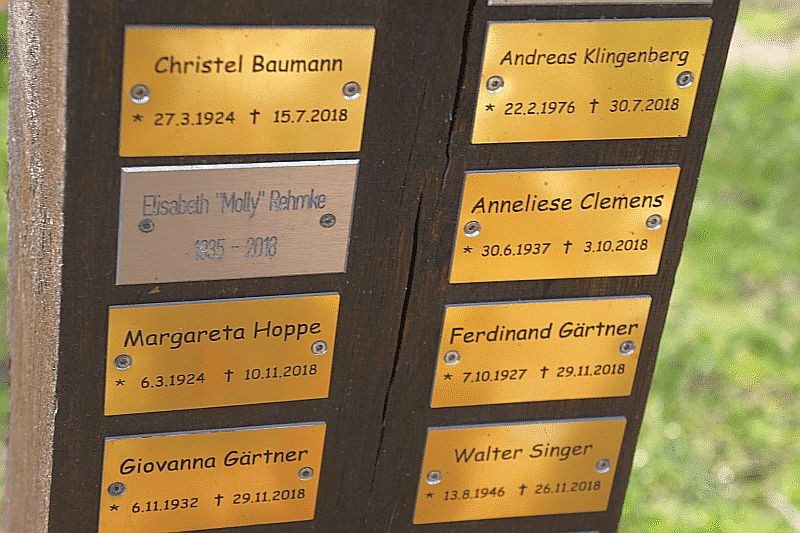 Christel Baumann
* 27.3.1924 † 15.7.2018
Elisabeth "Molly" Rehmke
1935 - 2018
Margareta Hoppe
* 6.3.1924 † 10.11.2018
Giovanna Gärtner
* 6.11.1932 † 29.11.2018
Andreas Klingenberg
* 22.2.1976 † 30.7.2018
Anneliese Clemens
* 30.6.1937 † 3.10.2018
Ferdinand Gärtner
* 7.10.1927 † 29.11.2018
Walter Singer
* 13.8.1946 † 26.11.2018